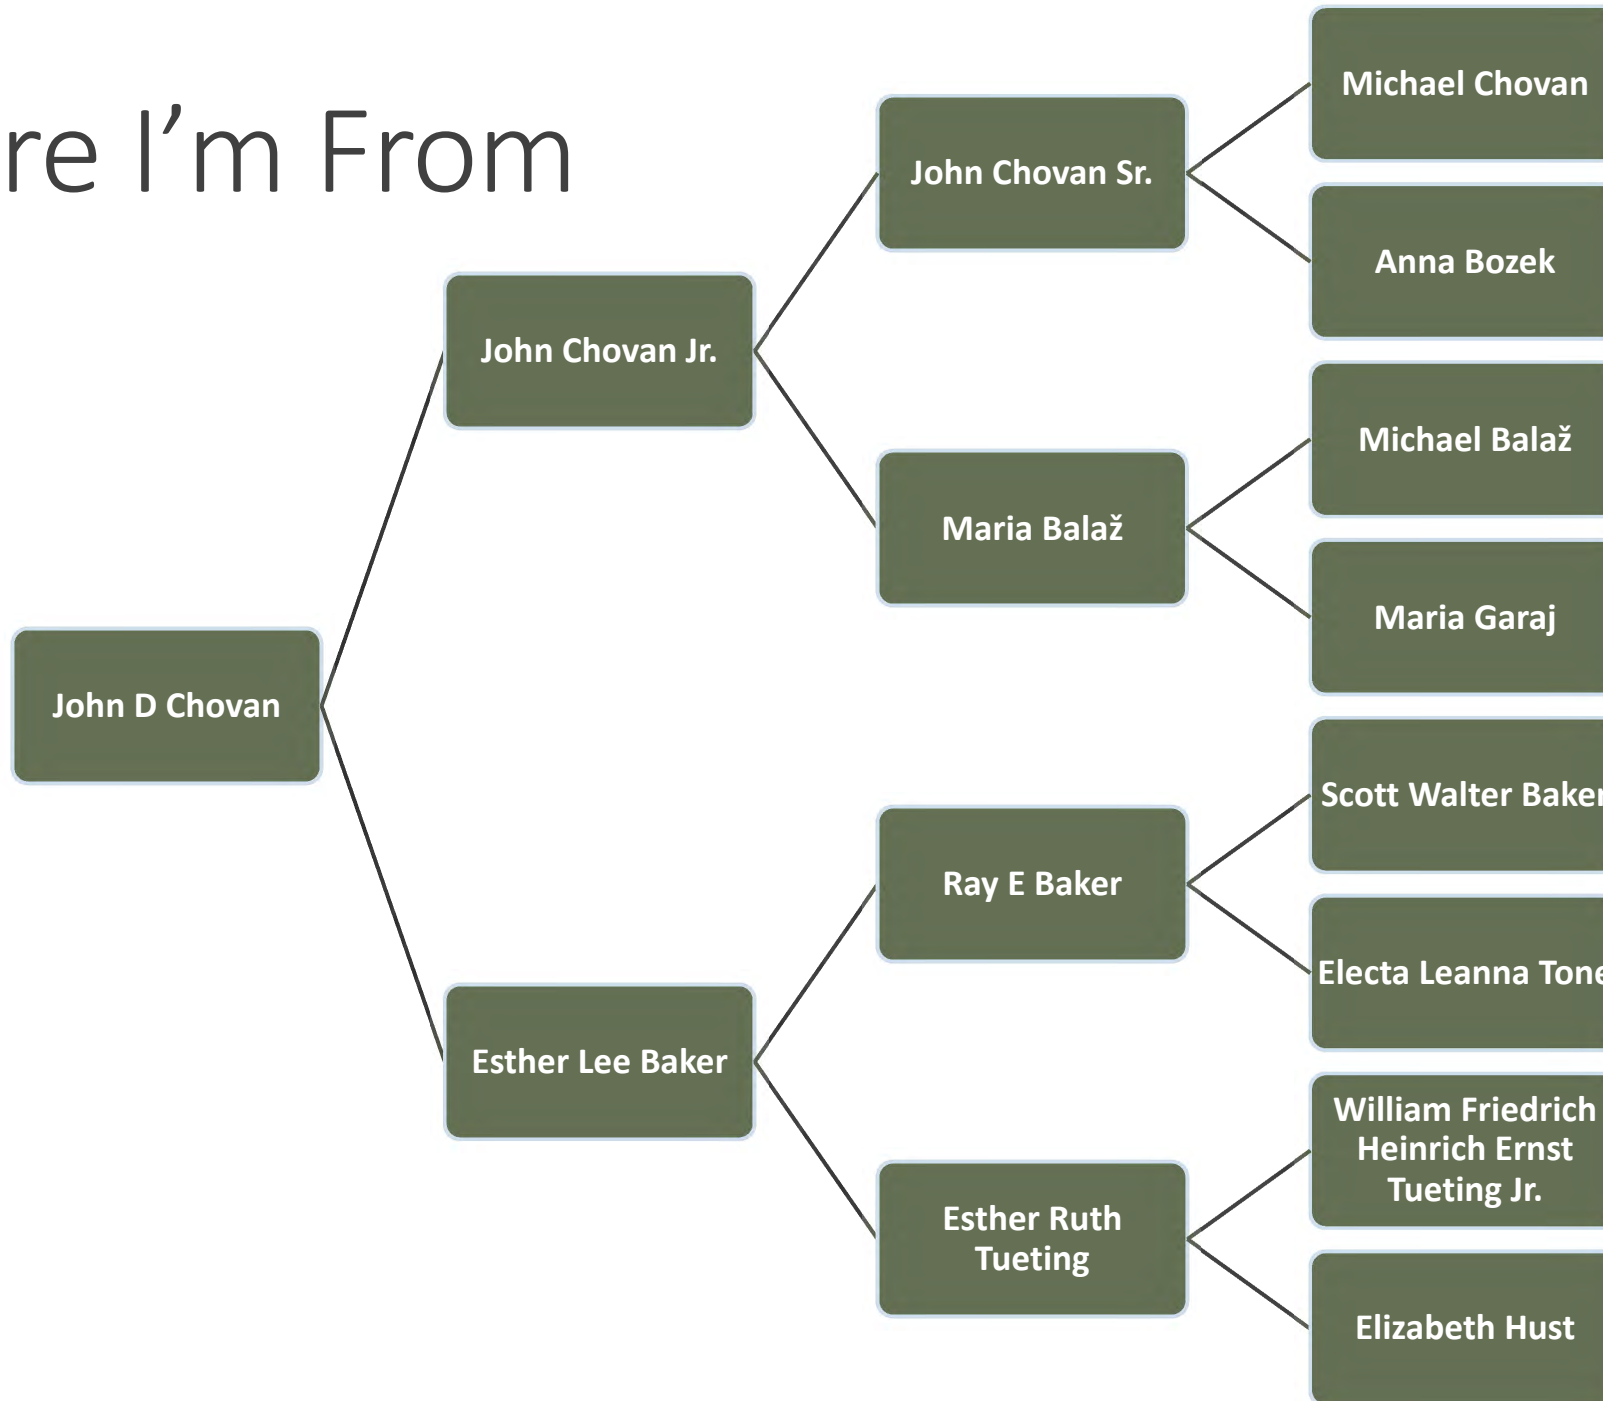 re I’m From
John D Chovan
John Chovan Jr.
Esther Lee Baker
John Chovan Sr.
Maria Balaž
Ray E Baker
Esther Ruth
Tueting
Michael Chovan
Anna Bozek
Michael Balaž
Maria Garaj
Scott Walter Baker
Electa Leanna Tone
William Friedrich
Heinrich Ernst
Tueting Jr.
Elizabeth Hust